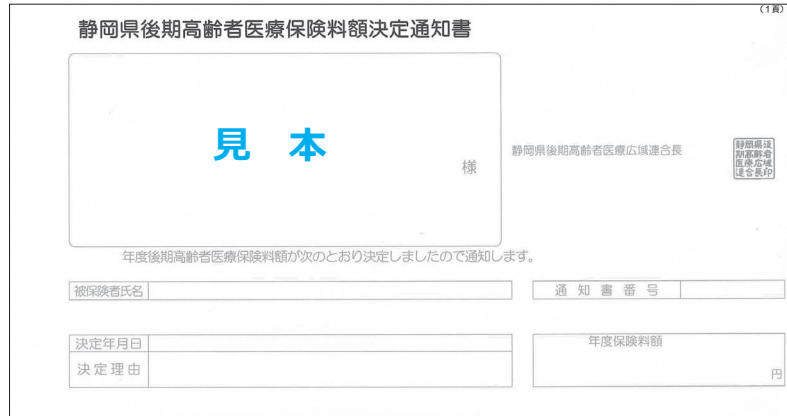 （1頁）
静岡県後期高齢者医療保険料額決定通知書
見 本
様
静岡県後期高齢者医療広域連合長
静岡県後
期高齢者
医療広域
連合長印
年度後期高齢者医療保険料額が次のとおり決定しましたので通知します。
被保険者氏名
通 知 書 番 号
決定年月日
決定理由
年度保険料額
円